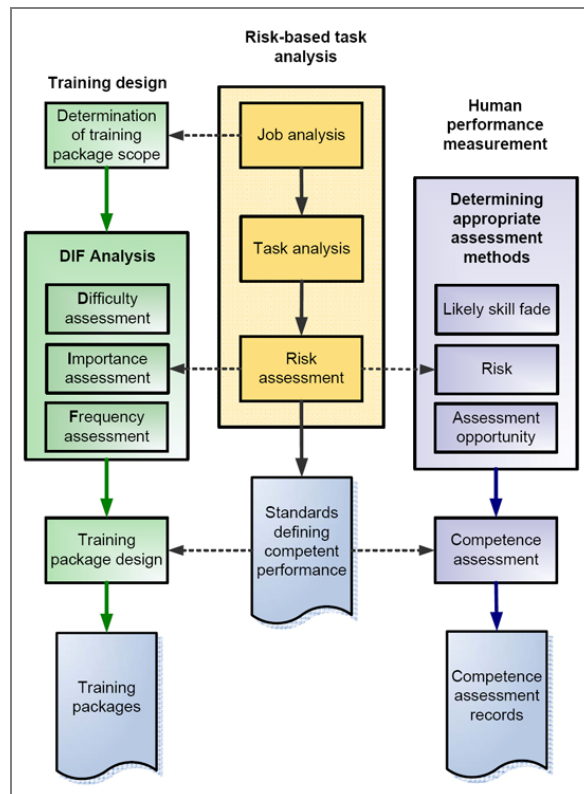 Training design
Determination
of training
package scope
DIF Analysis
Difficulty
assessment
Importance
assessment
Frequency
assessment
Training
package design
Training
packages
Risk-based task
analysis
Job analysis
Task analysis
Risk
assessment
Standards
defining
competent
performance
Human
performance
measurement
Determining
appropriate
assessment
methods
Likely skill fade
Risk
Assessment
opportunity
Competence
assessment
Competence
assessment
records